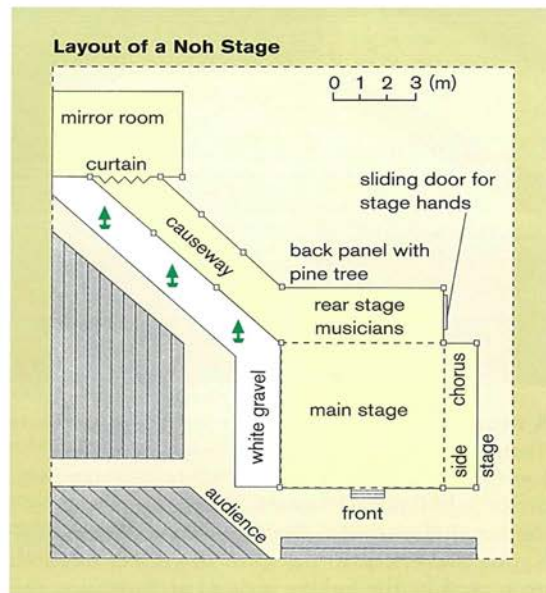 Layout of a Noh Stage
0 1 2 3 (m)
mirror room
curtain
sliding door for
stage hands
causeway
back panel with
pine tree
rear stage
musicians
main stage
chorus
side
stage
white gravel
audience
front